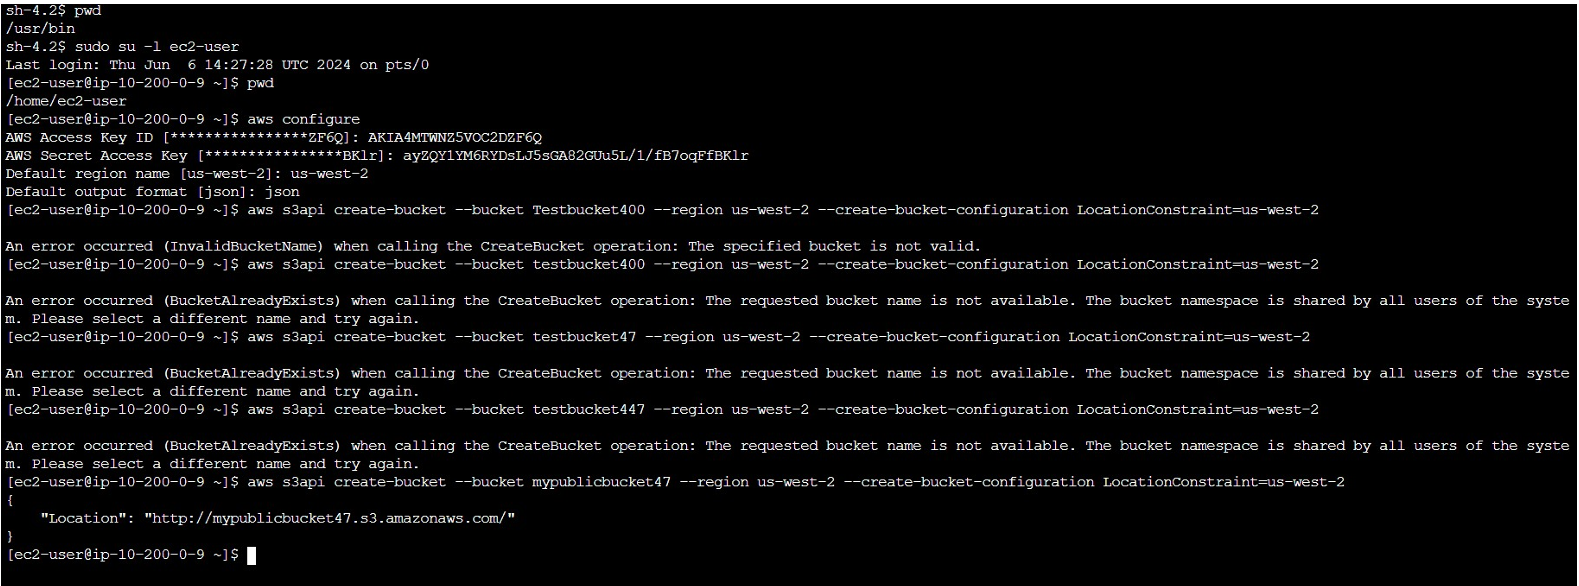 sh-4.2$ pwd
/usr/bin
sh-4.2$ sudo su -l ec2-user
Last login: Thu Jun  6 14:27:28 UTC 2024 on pts/0
[ec2-user@ip-10-200-0-9 ~]$ pwd
/home/ec2-user
[ec2-user@ip-10-200-0-9 ~]$ aws configure
AWS Access Key ID [****************ZF6Q]: AKIA4MTWNZ5VOC2DZF6Q
AWS Secret Access Key [****************BKlr]: 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
Default region name [us-west-2]: us-west-2
Default output format [json]: json
[ec2-user@ip-10-200-0-9 ~]$ aws s3api create-bucket --bucket Testbucket400 --region us-west-2 --create-bucket-configuration LocationConstraint=us-west-2
An error occurred (InvalidBucketName) when calling the CreateBucket operation: The specified bucket is not valid.
[ec2-user@ip-10-200-0-9 ~]$ aws s3api create-bucket --bucket testbucket400 --region us-west-2 --create-bucket-configuration LocationConstraint=us-west-2
An error occurred (BucketAlreadyExists) when calling the CreateBucket operation: The requested bucket name is not available. The bucket namespace is shared by all users of the syste
m. Please select a different name and try again.
[ec2-user@ip-10-200-0-9 ~]$ aws s3api create-bucket --bucket testbucket47 --region us-west-2 --create-bucket-configuration LocationConstraint=us-west-2
An error occurred (BucketAlreadyExists) when calling the CreateBucket operation: The requested bucket name is not available. The bucket namespace is shared by all users of the syste
m. Please select a different name and try again.
[ec2-user@ip-10-200-0-9 ~]$ aws s3api create-bucket --bucket testbucket447 --region us-west-2 --create-bucket-configuration LocationConstraint=us-west-2
An error occurred (BucketAlreadyExists) when calling the CreateBucket operation: The requested bucket name is not available. The bucket namespace is shared by all users of the syste
m. Please select a different name and try again.
[ec2-user@ip-10-200-0-9 ~]$ aws s3api create-bucket --bucket mypublicbucket47 --region us-west-2 --create-bucket-configuration LocationConstraint=us-west-2
{
    "Location": "http://mypublicbucket47.s3.amazonaws.com/"
}
[ec2-user@ip-10-200-0-9 ~]$